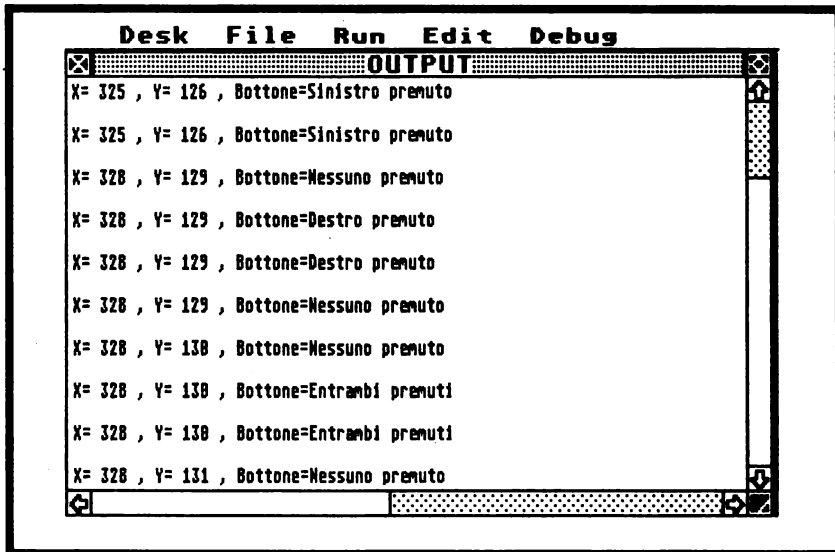 Desk File Run Edit Debug
OUTPUT
X= 325 , Y= 126 , Bottone=Sinistro premuto
X= 325 , Y= 126 , Bottone=Sinistro premuto
X= 328 , Y= 129 , Bottone=Nessuno premuto
X= 328 , Y= 129 , Bottone=Destro premuto
X= 328 , Y= 129 , Bottone=Destro premuto
X= 328 , Y= 129 , Bottone=Nessuno premuto
X= 328 , Y= 130 , Bottone=Nessuno premuto
X= 328 , Y= 130 , Bottone=Entrambi premuti
X= 328 , Y= 130 , Bottone=Entrambi premuti
X= 328 , Y= 131 , Bottone=Nessuno premuto